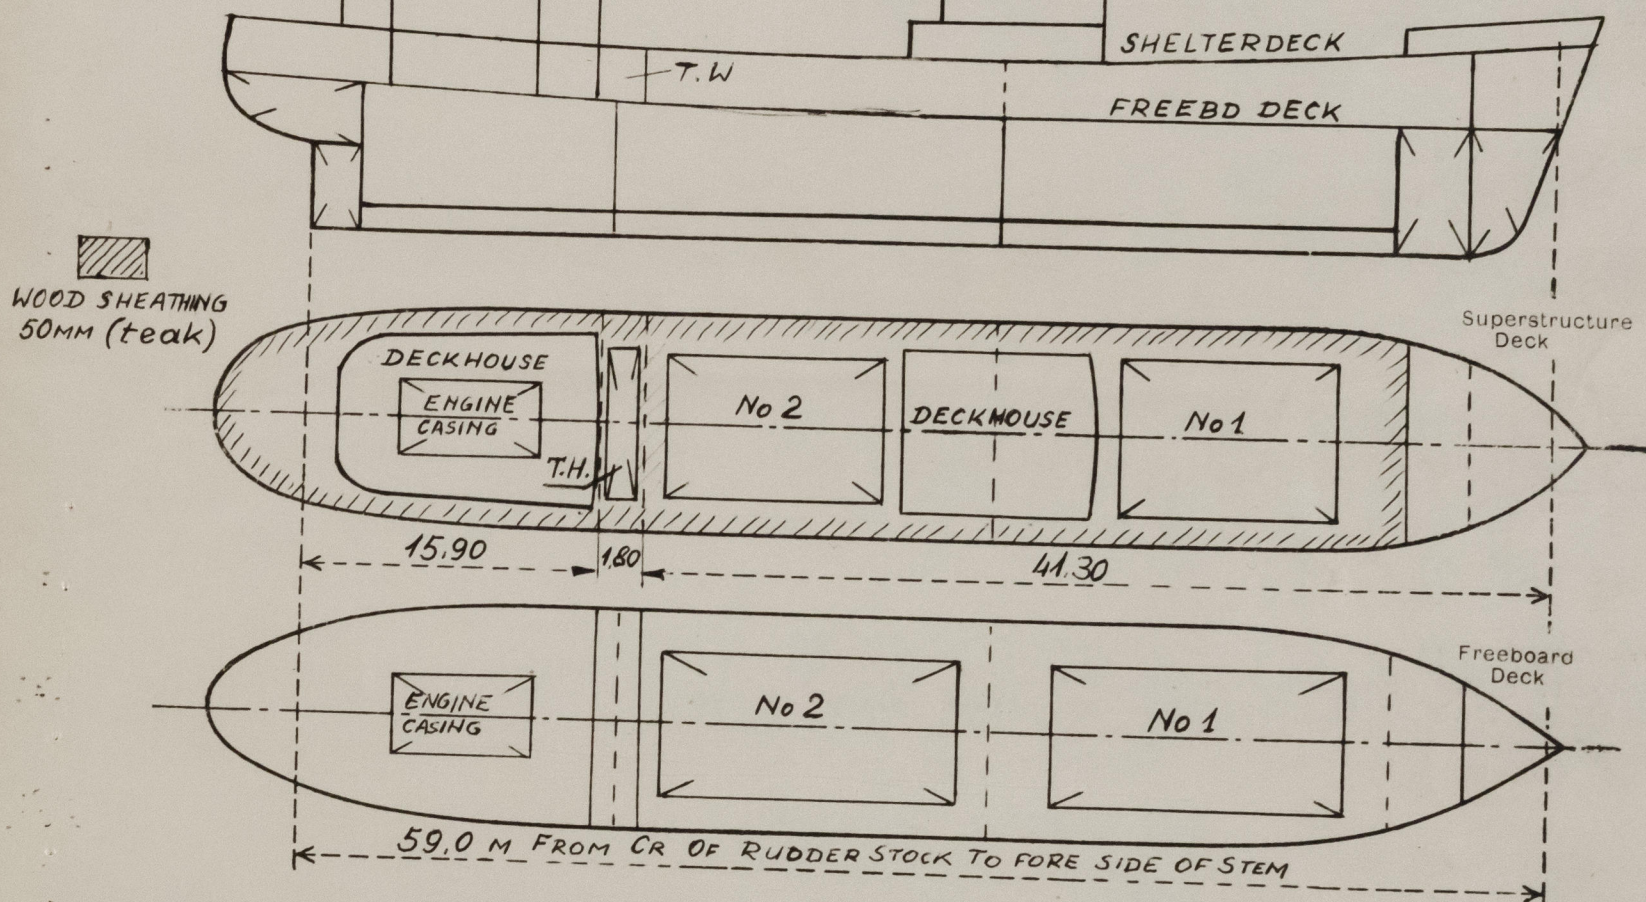 SHELTERDECK
T.W
FREEBD DECK
WOOD SHEATHING
50MM (teak)
Superstructure
Deck
DECKHOUSE
ENGINE
CASING
T.H.
No 2
DECKHOUSE
No 1
15.90
1,80
41.30
Freeboard
Deck
ENGINE
CASING
No 2
No 1
59.0 M FROM CR OF RUDDER STOCK TO FORE SIDE OF STEM